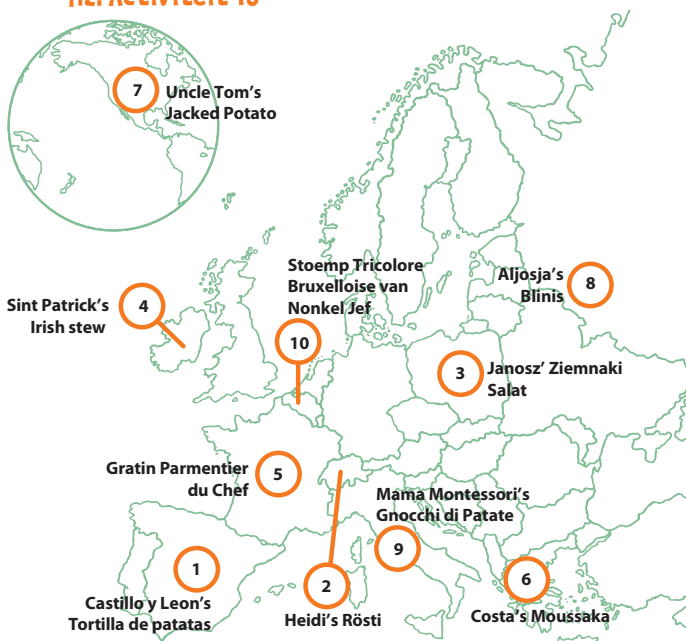 7
Uncle Tom's
Jacked Potato
Stoemp Tricolore
Bruxelloise van
Nonkel Jef
10
Aljosja's
Blinis
8
Sint Patrick's
Irish stew
4
3
Janosz' Ziemnaki
Salat
Gratin Parmentier
du Chef
5
Mama Montessori's
Gnocchi di Patate
9
1
Castillo y Leon's
Tortilla de patatas
2
Heidi's Rösti
6
Costa's Moussaka